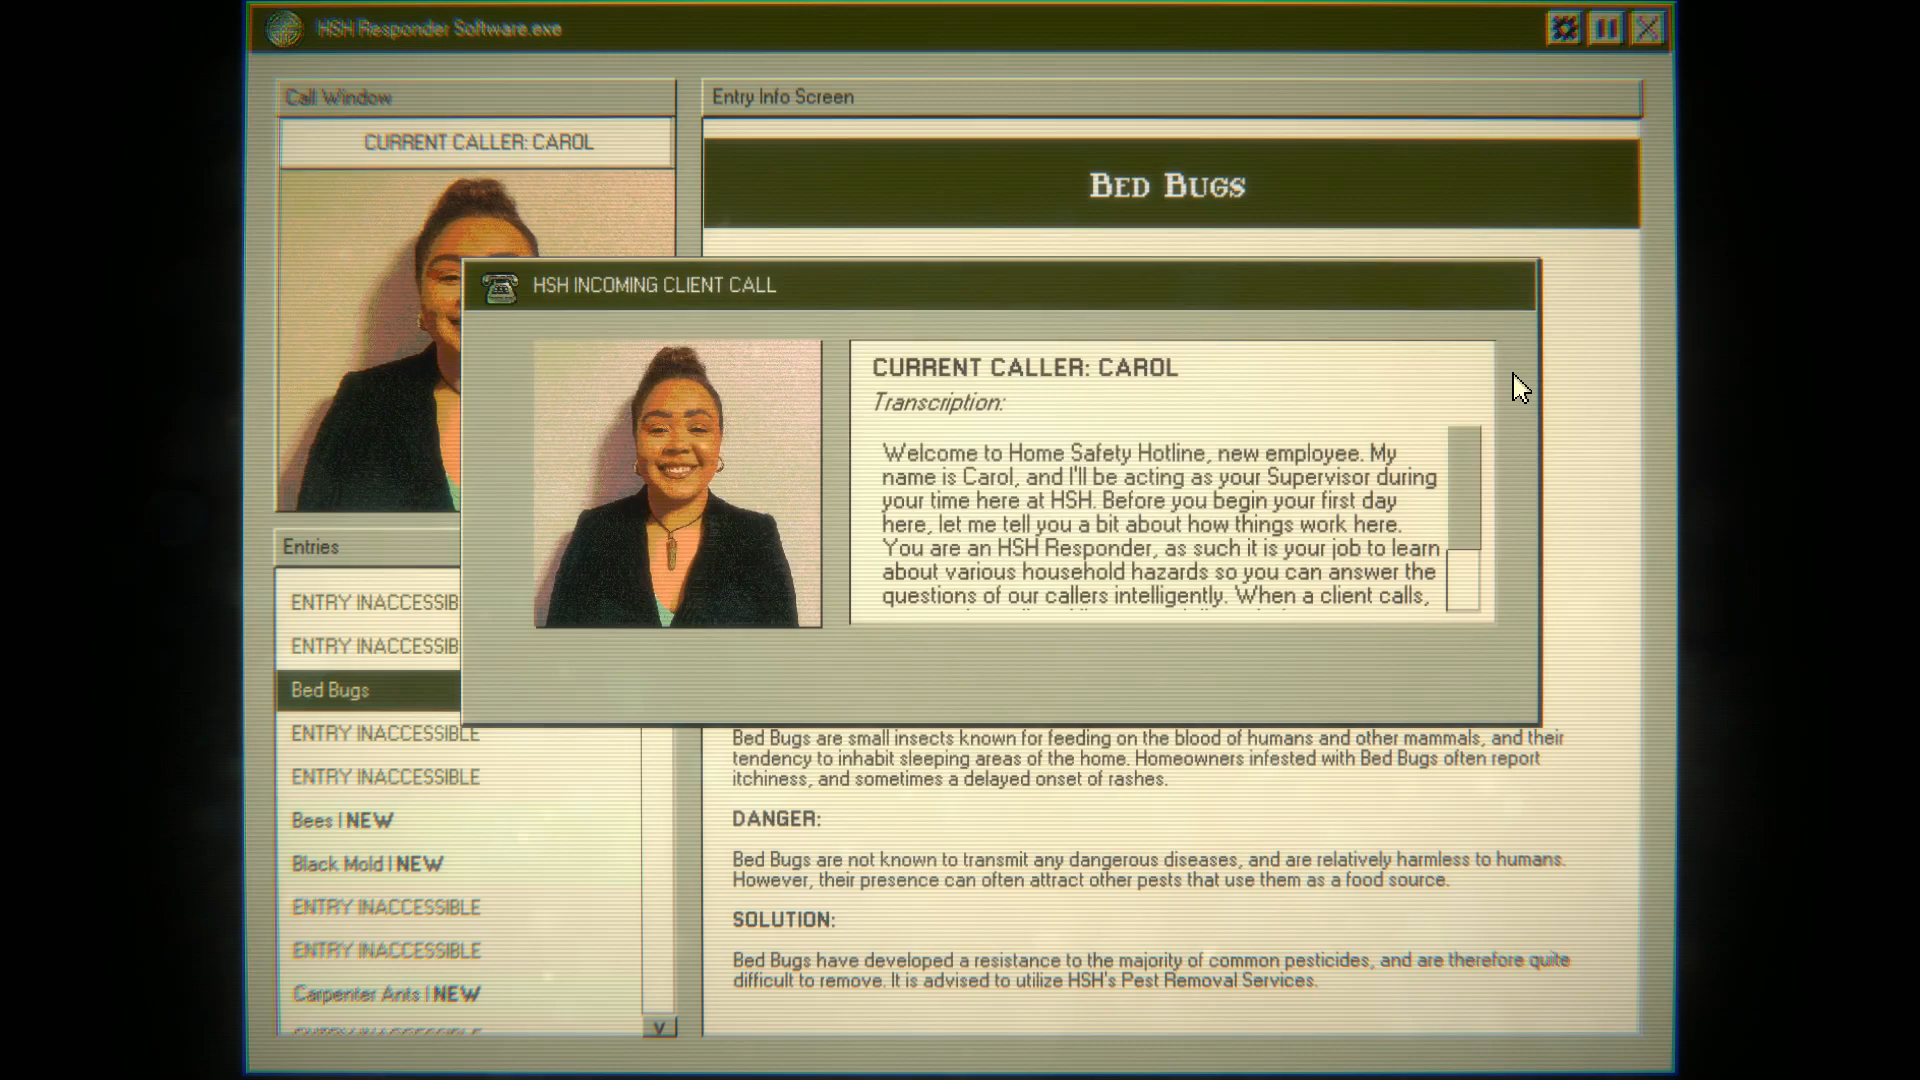 HSH Responder Software.exe
Call Window
CURRENT CALLER: CAROL
Entries
ENTRY INACCESSIB
ENTRY INACCESSIB
Bed Bugs
ENTRY INACCESSIBLE
ENTRY INACCESSIBLE
Bees | NEW
Black Mold | NEW
ENTRY INACCESSIBLE
ENTRY INACCESSIBLE
Carpenter Ants | NEW
ENTRY INACCESSIBLE
V
Entry Info Screen
BED BUGS
HSH INCOMING CLIENT CALL
CURRENT CALLER: CAROL
Transcription:
Welcome to Home Safety Hotline, new employee. My
name is Carol, and I'll be acting as your Supervisor during
your time here at HSH. Before you begin your first day
here, let me tell you a bit about how things work here.
You are an HSH Responder, as such it is your job to learn
about various household hazards so you can answer the
questions of our callers intelligently. When a client calls,
Bed Bugs are small insects known for feeding on the blood of humans and other mammals, and their
tendency to inhabit sleeping areas of the home. Homeowners infested with Bed Bugs often report
itchiness, and sometimes a delayed onset of rashes.
DANGER:
Bed Bugs are not known to transmit any dangerous diseases, and are relatively harmless to humans.
However, their presence can often attract other pests that use them as a food source.
SOLUTION:
Bed Bugs have developed a resistance to the majority of common pesticides, and are therefore quite
difficult to remove. It is advised to utilize HSH's Pest Removal Services.